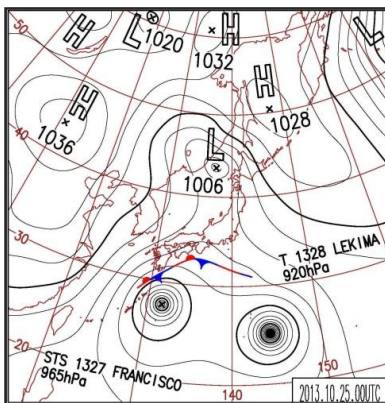 50
H
L
1020
H
1032
L
H
1036
40
H
1028
L
1006
30
T 1328 LEKIMA
920hPa
20
STS 1327 FRANCISCO
965hPa
140
150
2013.10.25.00UTC